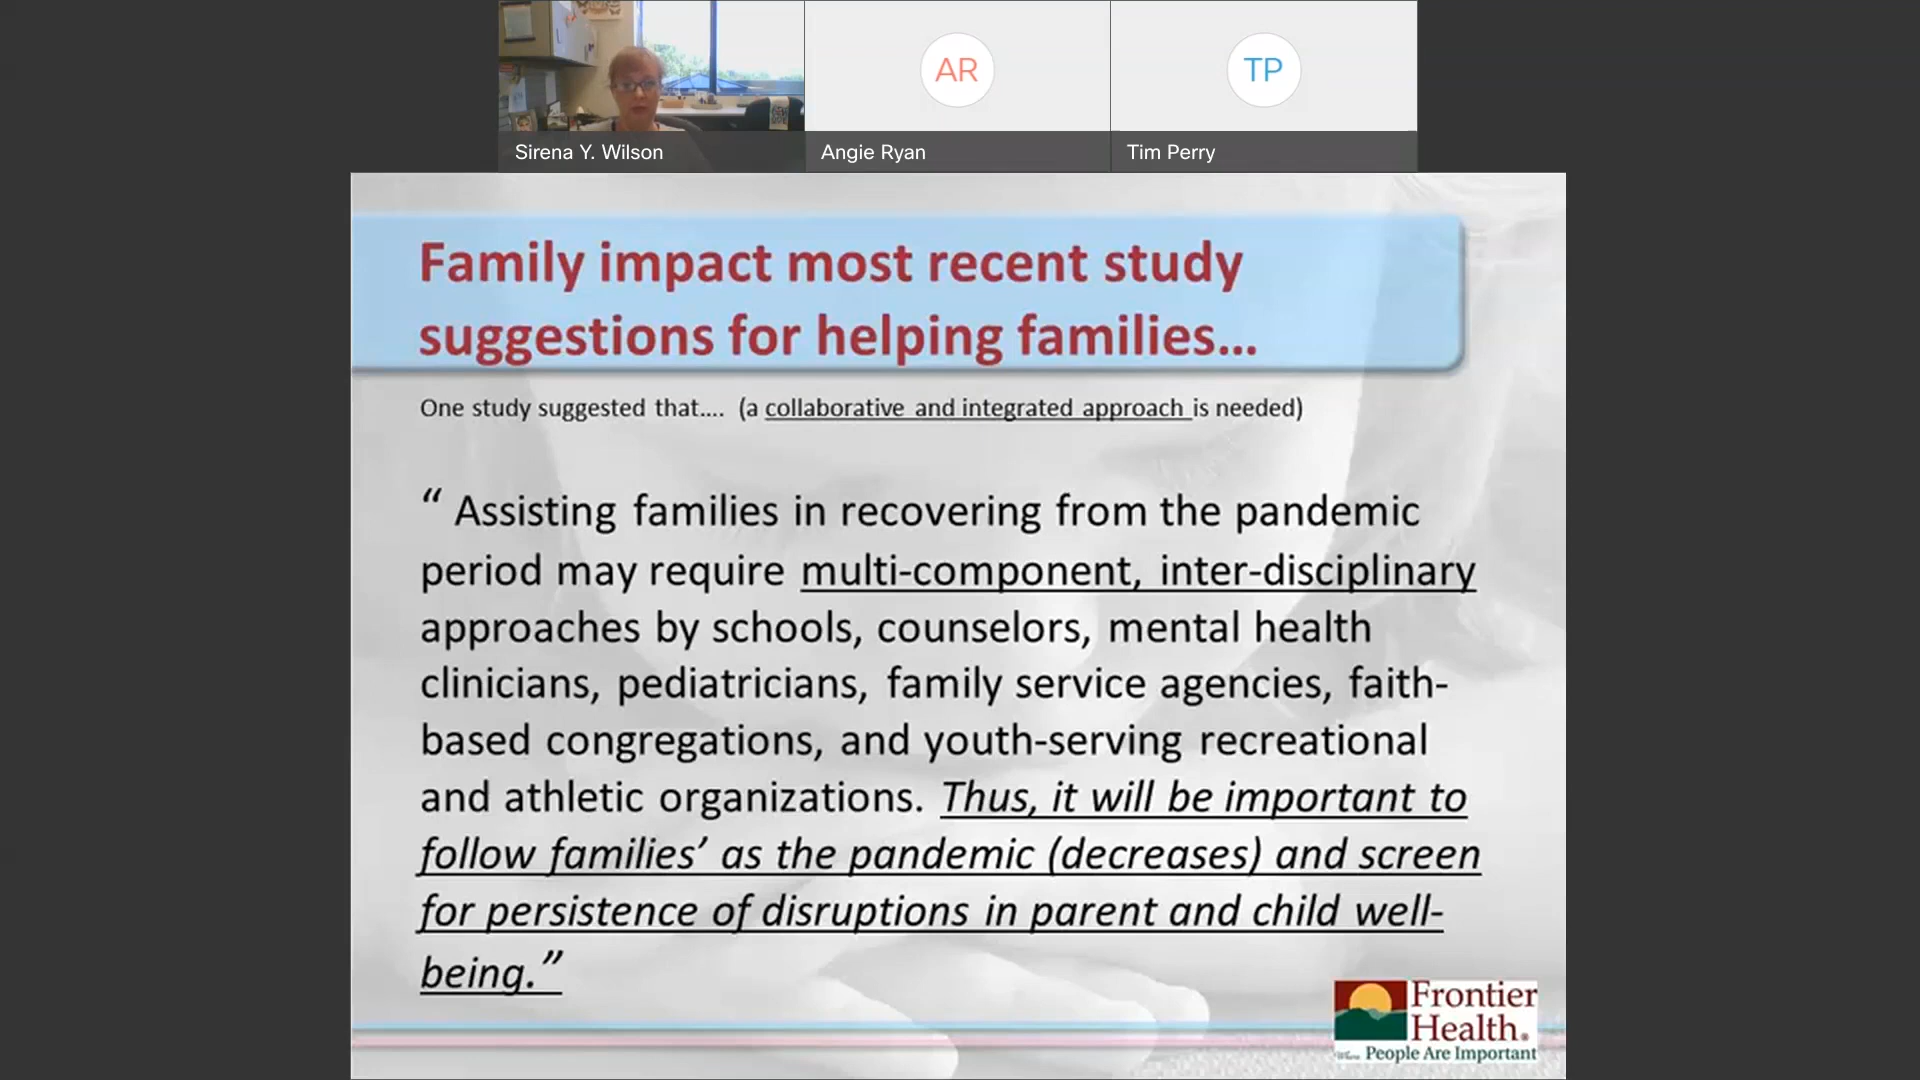 Sirena Y. Wilson
AR
Angie Ryan
TP
Tim Perry
Family impact most recent study
suggestions for helping families...
One study suggested that.... (a collaborative and integrated approach is needed)
“ Assisting families in recovering from the pandemic
period may require multi-component, inter-disciplinary
approaches by schools, counselors, mental health
clinicians, pediatricians, family service agencies, faith-
based congregations, and youth-serving recreational
and athletic organizations. Thus, it will be important to
follow families’ as the pandemic (decreases) and screen
for persistence of disruptions in parent and child well-
being.”
Frontier
Health®
Where People Are Important